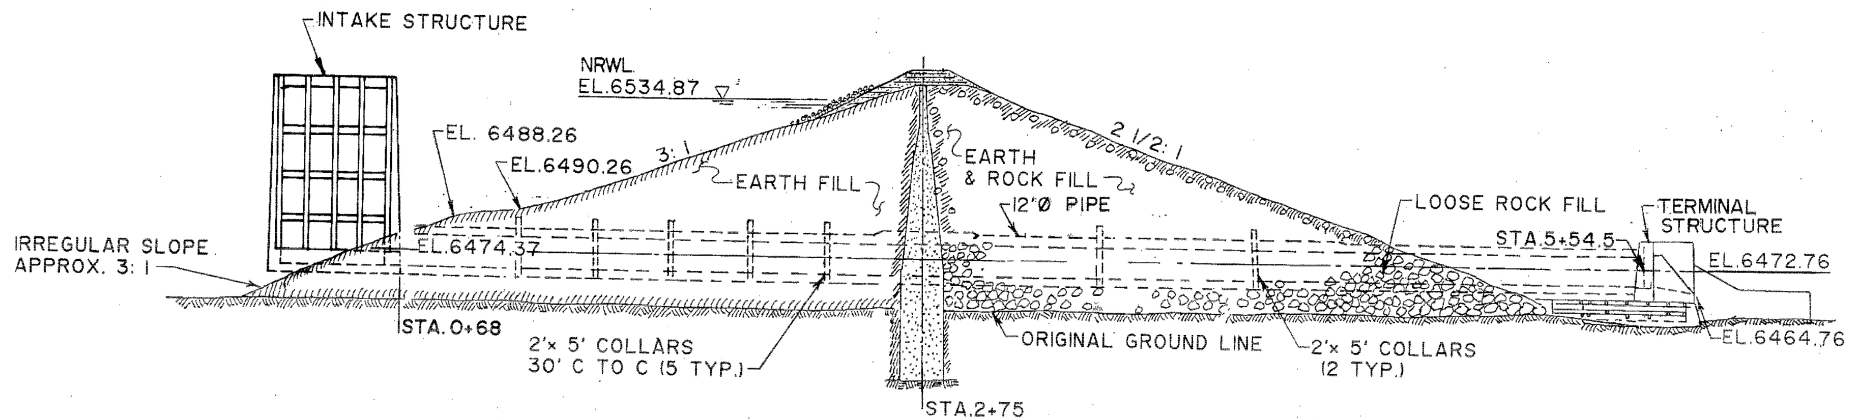 INTAKE STRUCTURE
NRWL
EL.6534.87
EL. 6488.26
EL.6490.26
3:1
2 1/2:1
EARTH FILL
EARTH
& ROCK FILL
12'Ø PIPE
LOOSE ROCK FILL
TERMINAL
STRUCTURE
STA.5+54.5
IRREGULAR SLOPE
APPROX. 3:1
EL.6474.37
EL.6472.76
STA.0+68
2'x 5' COLLARS
30' C TO C (5 TYP.)
ORIGINAL GROUND LINE
2'x 5' COLLARS
(2 TYP.)
EL.6464.76
STA.2+75